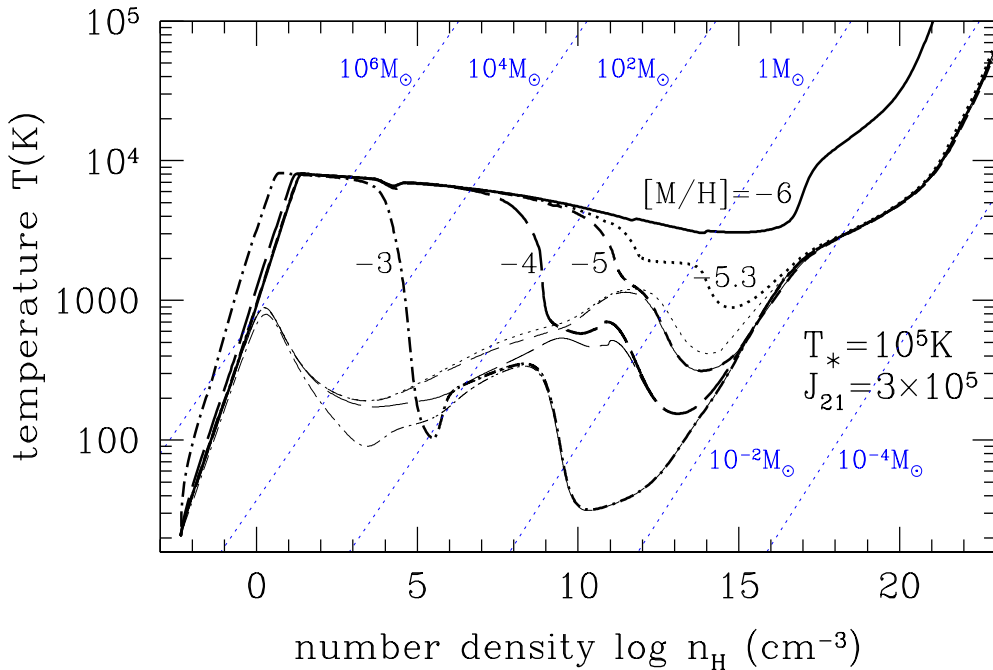 10⁵
10⁴
1000
100
temperature T(K)
10⁶M☉
10⁴M☉
10²M☉
1M☉
[M/H]=−6
−3
−4
−5
−5.3
T*=10⁵K
J₂₁=3×10⁵
10⁻²M☉
10⁻⁴M☉
0
5
10
15
20
number density log n_H (cm⁻³)